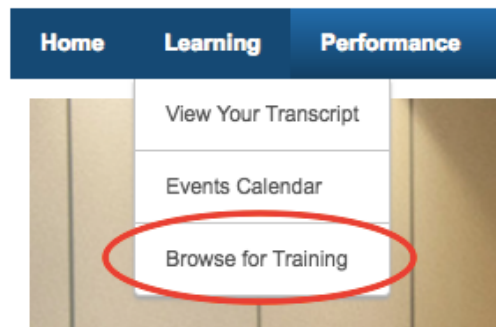 Home Learning Performance
View Your Transcript
Events Calendar
Browse for Training